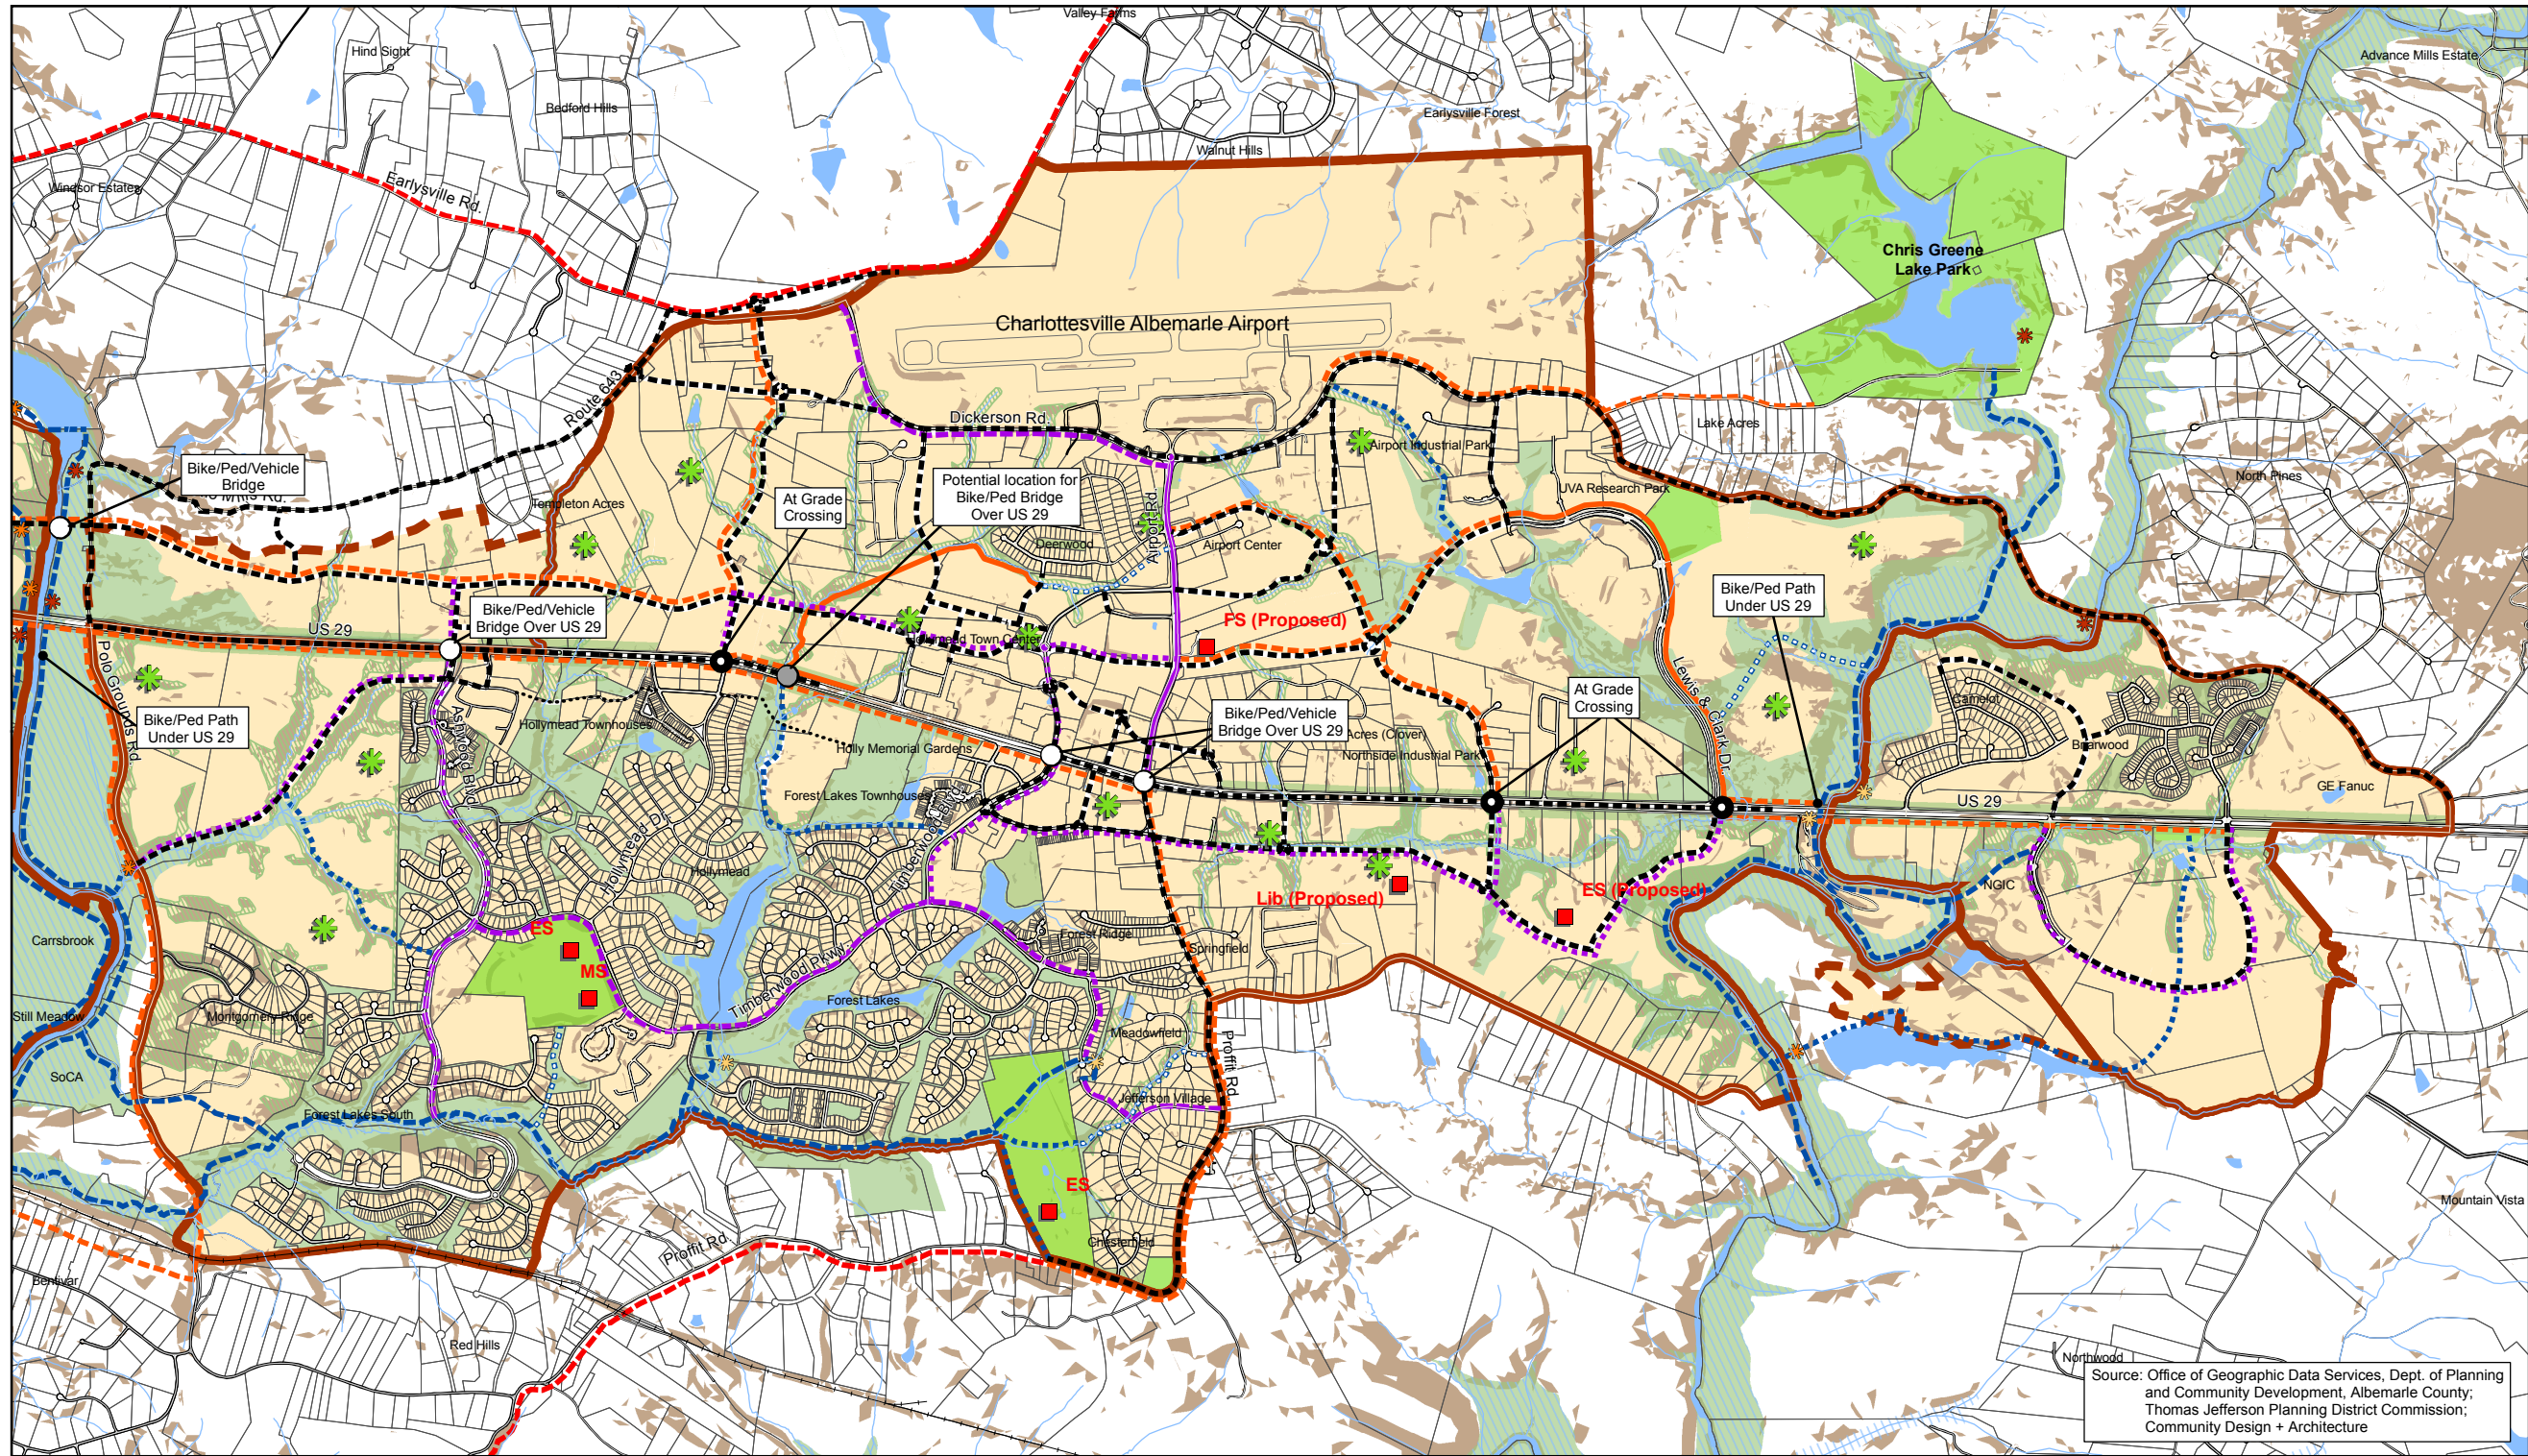 Valley Farms
Hind Sight
Advance Mills Estate
Bedford Hills
Earlysville Forest
Walnut Hills
Windsor Estates
Earlysville Rd.
Chris Greene
Lake Park
Charlottesville Albemarle Airport
Route 643
Dickerson Rd.
Lake Acres
Airport Industrial Park
Bike/Ped/Vehicle
Bridge
Potential location for
Bike/Ped Bridge
Over US 29
At Grade
Crossing
North Pines
UVA Research Park
Templeton Acres
Airport Rd
Deerwood
Airport Center
Bike/Ped Path
Under US 29
Bike/Ped/Vehicle
Bridge Over US 29
US 29
FS (Proposed)
Hollymead Town Center
Polo Grounds Rd
Lewis & Clark Dr.
At Grade
Crossing
Camelot
Bike/Ped Path
Under US 29
Ashwood Blvd
Hollymead Townhouses
Bike/Ped/Vehicle
Bridge Over US 29
Holly Memorial Gardens
Acres (Clover)
Northside Industrial Park
Briarwood
Forest Lakes Townhouses
US 29
GE Fanuc
Hollymead Dr.
Hollymead
Timberwood Blvd
NGIC
ES (Proposed)
Lib (Proposed)
ES
Carrsbrook
Forest Ridge
Springfield
MS
Timberwood Pkwy.
Forest Lakes
Still Meadow
Montgomery Ridge
Meadowfield
Proffit Rd
SoCA
Forest Lakes South
Jefferson Village
ES
Mountain Vista
Proffit Rd.
Chesterfield
Bentivar
Red Hills
Northwood
Source: Office of Geographic Data Services, Dept. of Planning
and Community Development, Albemarle County;
Thomas Jefferson Planning District Commission;
Community Design + Architecture